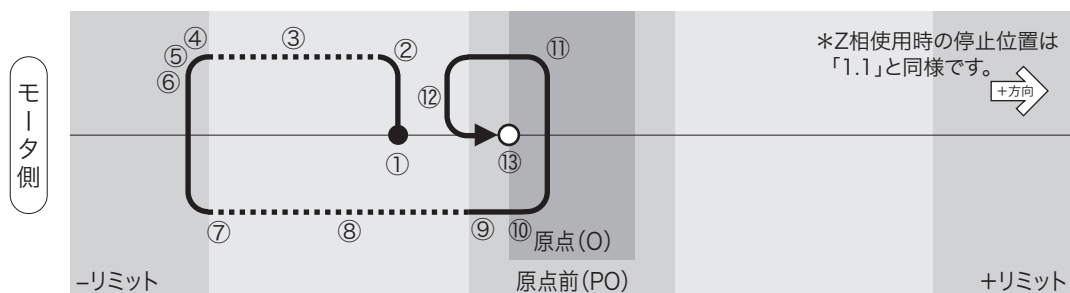 モータ側
④
③
②
⑪
⑤
⑥
⑫
*Z相使用時の停止位置は
「1.1」と同様です。
+方向
①
⑬
⑦
⑧
⑨
⑩
原点(O)
–リミット
原点前(PO)
+リミット